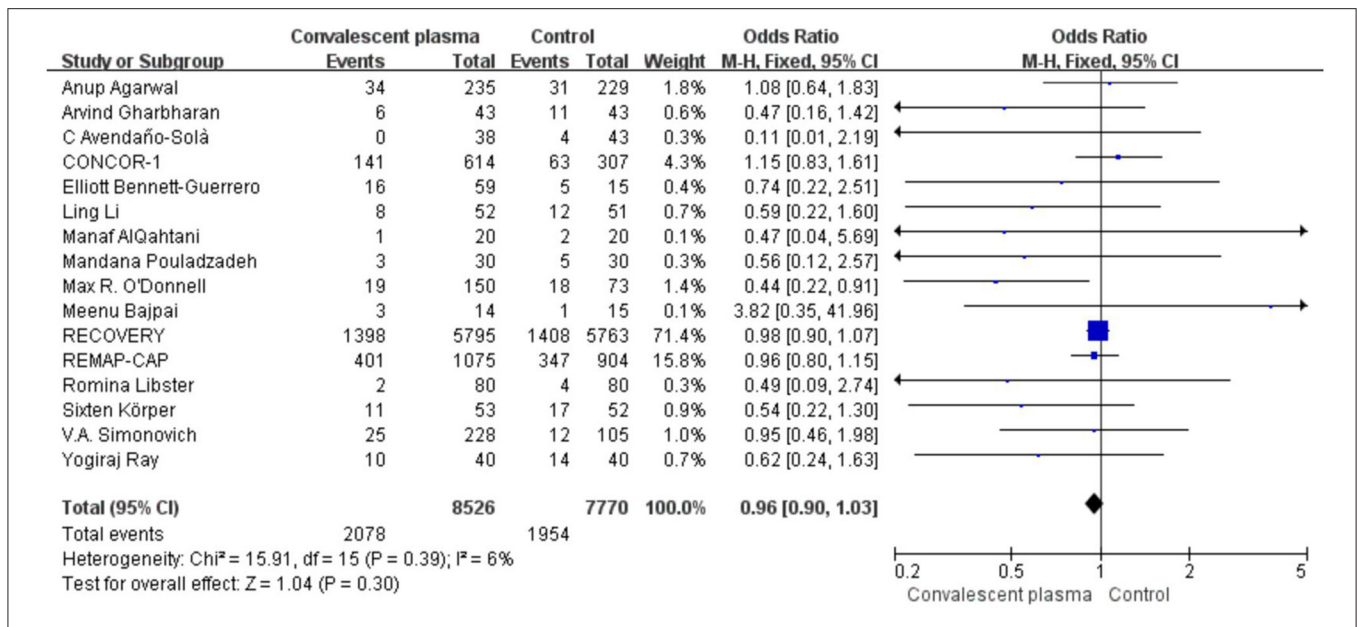 Convalescent plasma Control Odds Ratio Odds Ratio
Study or Subgroup Events Total Events Total Weight M-H, Fixed, 95% CI M-H, Fixed, 95% CI
Anup Agarwal 34 235 31 229 1.8% 1.08 [0.64, 1.83]
Arvind Gharbharan 6 43 11 43 0.6% 0.47 [0.16, 1.42]
C Avendaño-Solà 0 38 4 43 0.3% 0.11 [0.01, 2.19]
CONCOR-1 141 614 63 307 4.3% 1.15 [0.83, 1.61]
Elliott Bennett-Guerrero 16 59 5 15 0.4% 0.74 [0.22, 2.51]
Ling Li 8 52 12 51 0.7% 0.59 [0.22, 1.60]
Manaf AlQahtani 1 20 2 20 0.1% 0.47 [0.04, 5.69]
Mandana Pouladzadeh 3 30 5 30 0.3% 0.56 [0.12, 2.57]
Max R. O'Donnell 19 150 18 73 1.4% 0.44 [0.22, 0.91]
Meenu Bajpai 3 14 1 15 0.1% 3.82 [0.35, 41.96]
RECOVERY 1398 5795 1408 5763 71.4% 0.98 [0.90, 1.07]
REMAP-CAP 401 1075 347 904 15.8% 0.96 [0.80, 1.15]
Romina Libster 2 80 4 80 0.3% 0.49 [0.09, 2.74]
Sixten Körper 11 53 17 52 0.9% 0.54 [0.22, 1.30]
V.A. Simonovich 25 228 12 105 1.0% 0.95 [0.46, 1.98]
Yogiraj Ray 10 40 14 40 0.7% 0.62 [0.24, 1.63]
Total (95% CI) 8526 7770 100.0% 0.96 [0.90, 1.03]
Total events 2078 1954
Heterogeneity: Chi² = 15.91, df = 15 (P = 0.39); I² = 6%
Test for overall effect: Z = 1.04 (P = 0.30)
0.2 0.5 1 2 5
Convalescent plasma Control